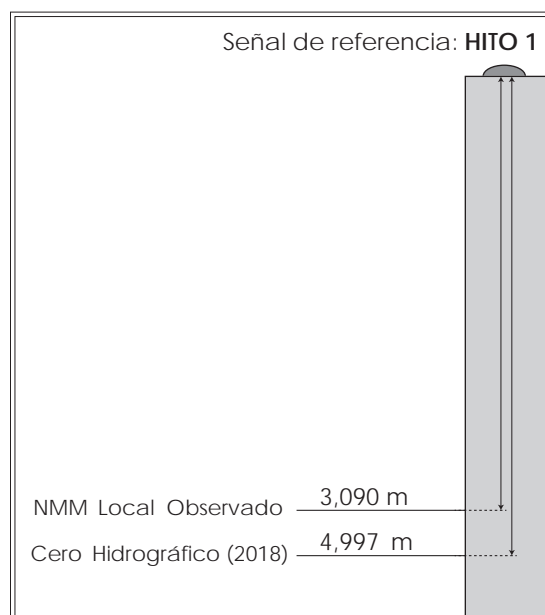 Señal de referencia: HITO 1
NMM Local Observado 3,090 m
Cero Hidrográfico (2018) 4,997 m